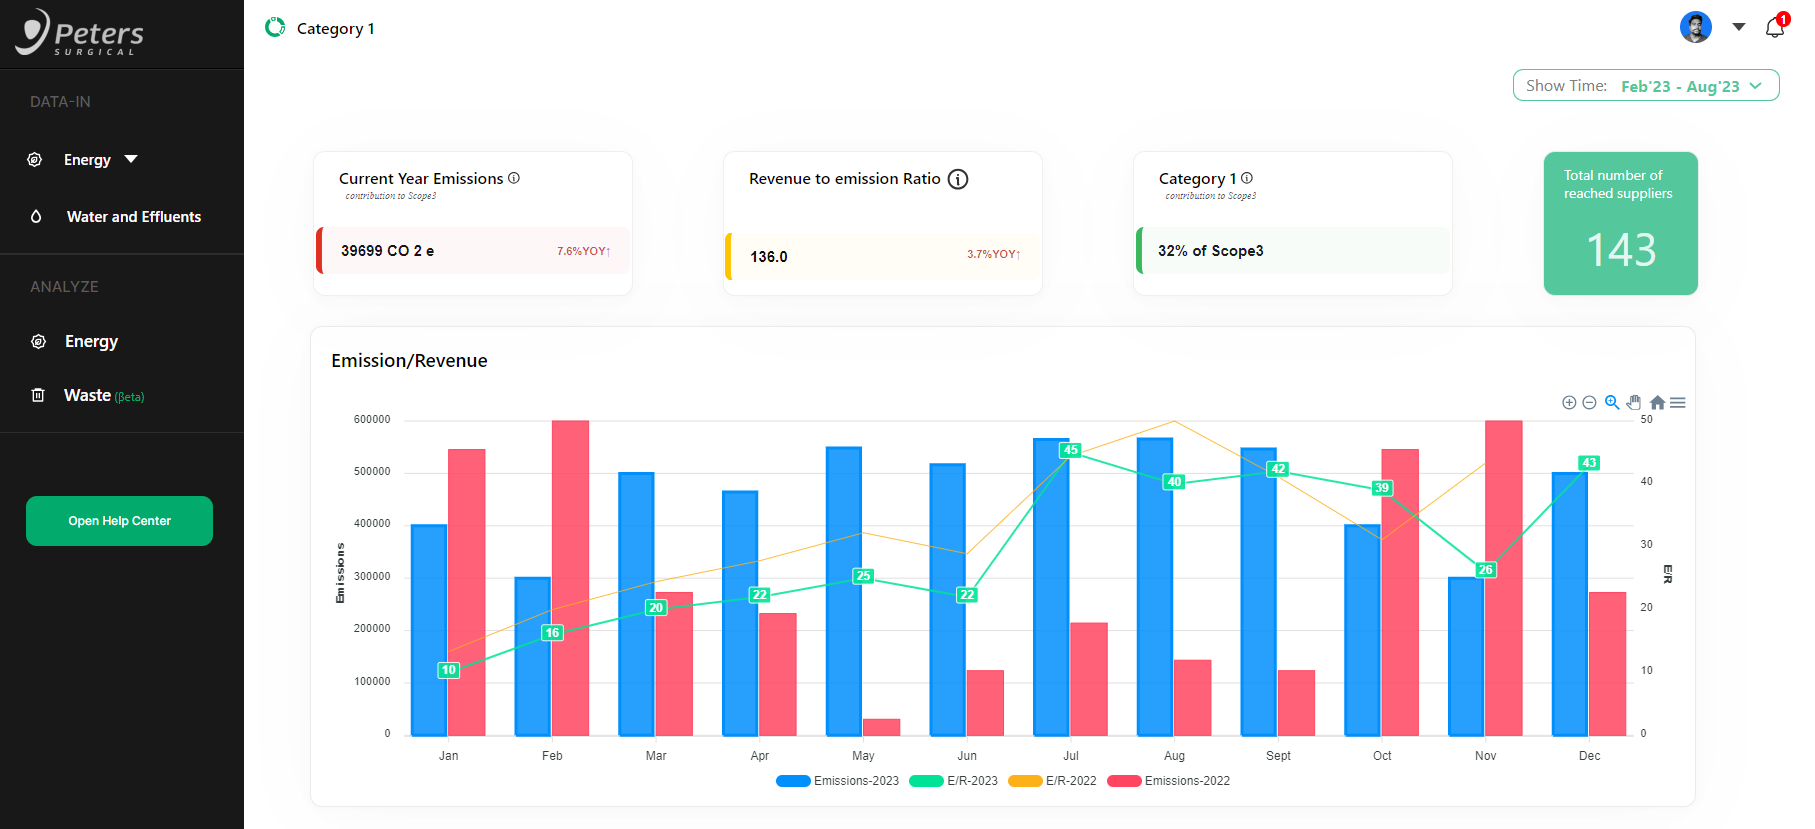 Peters
SURGICAL
DATA-IN
Energy
Water and Effluents
ANALYZE
Energy
Waste (βeta)
Open Help Center
Category 1
1
Show Time: Feb'23 - Aug'23
Current Year Emissions
contribution to Scope3
39699 CO 2 e 7.6%YOY↑
Revenue to emission Ratio
136.0 3.7%YOY↑
Category 1
contribution to Scope3
32% of Scope3
Total number of
reached suppliers
143
Emission/Revenue
600000
500000
400000
300000
200000
100000
0
Emissions
10
16
20
22
25
22
45
40
42
39
26
43
50
40
30
20
10
0
E/R
Jan Feb Mar Apr May Jun Jul Aug Sept Oct Nov Dec
Emissions-2023 E/R-2023 E/R-2022 Emissions-2022